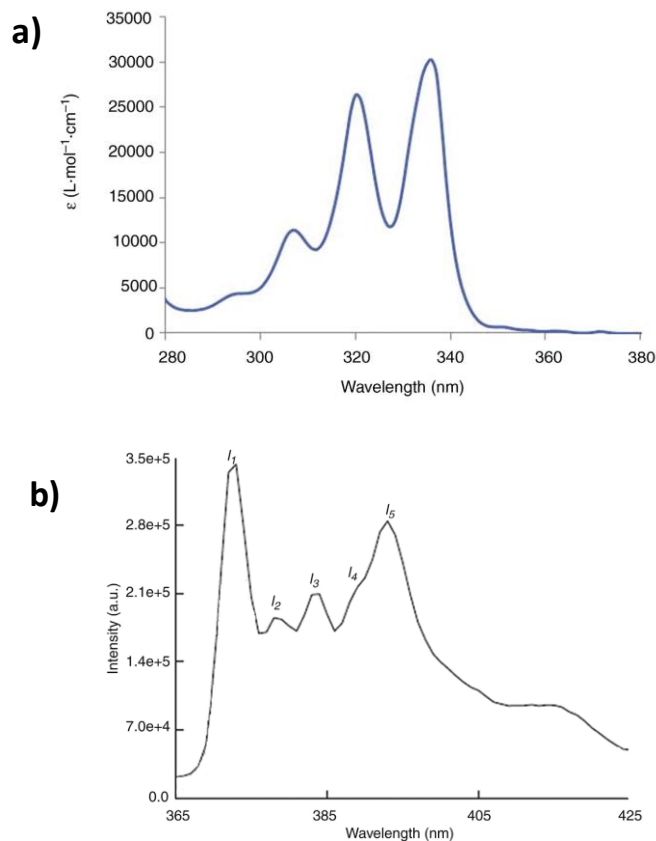 a)
35000
30000
25000
20000
15000
10000
5000
0
ε (L·mol⁻¹·cm⁻¹)
280 300 320 340 360 380
Wavelength (nm)
b)
3.5e+5
2.8e+5
2.1e+5
1.4e+5
7.0e+4
0.0
Intensity (a.u.)
I₁
I₂
I₃
I₄
I₅
365 385 405 425
Wavelength (nm)